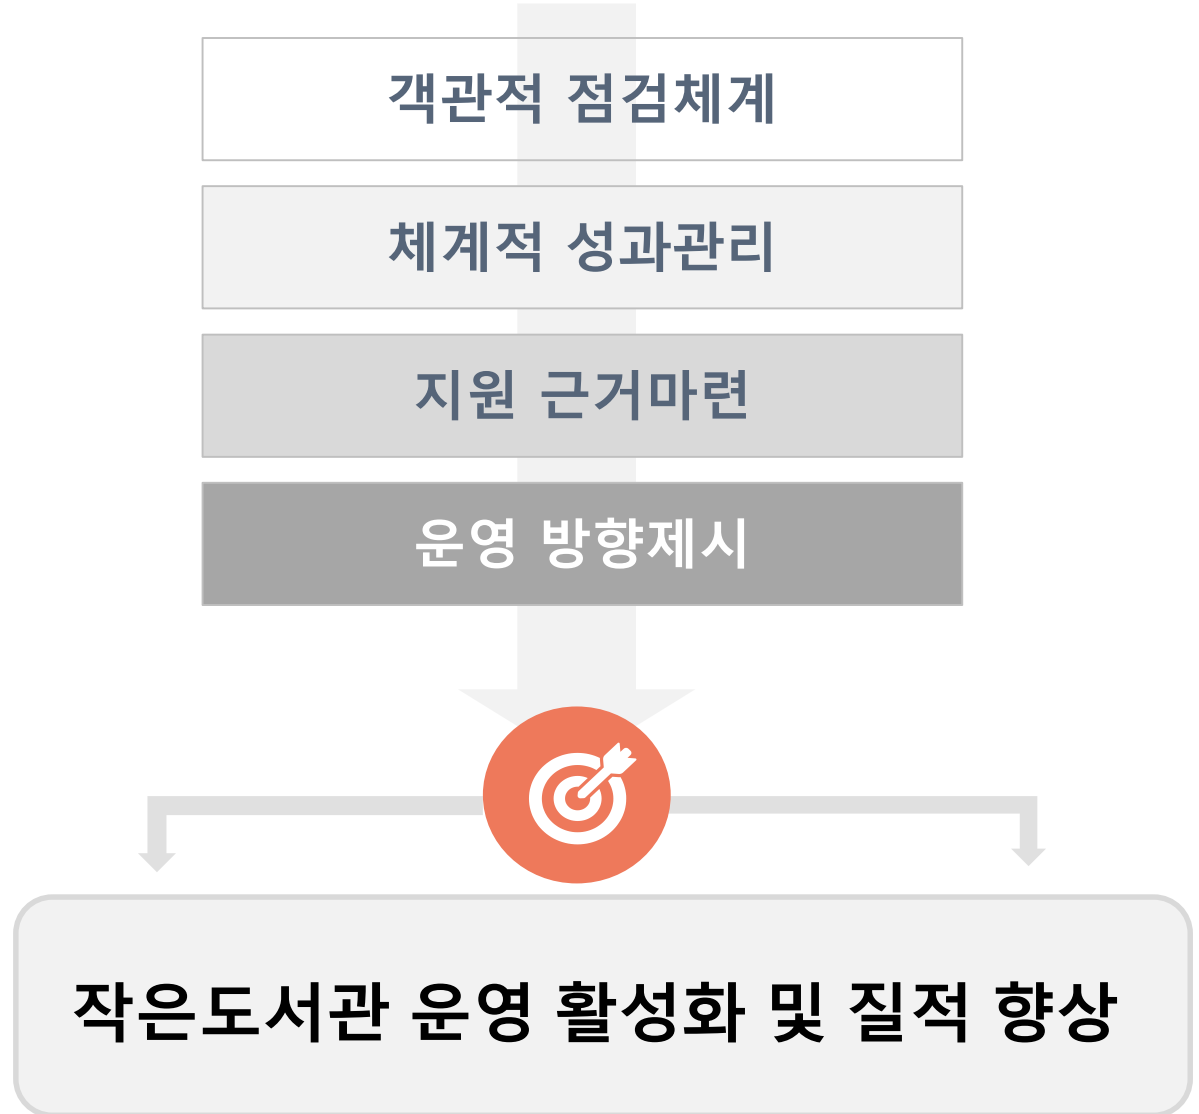 객관적 점검체계
체계적 성과관리
지원 근거마련
운영 방향제시
작은도서관 운영 활성화 및 질적 향상